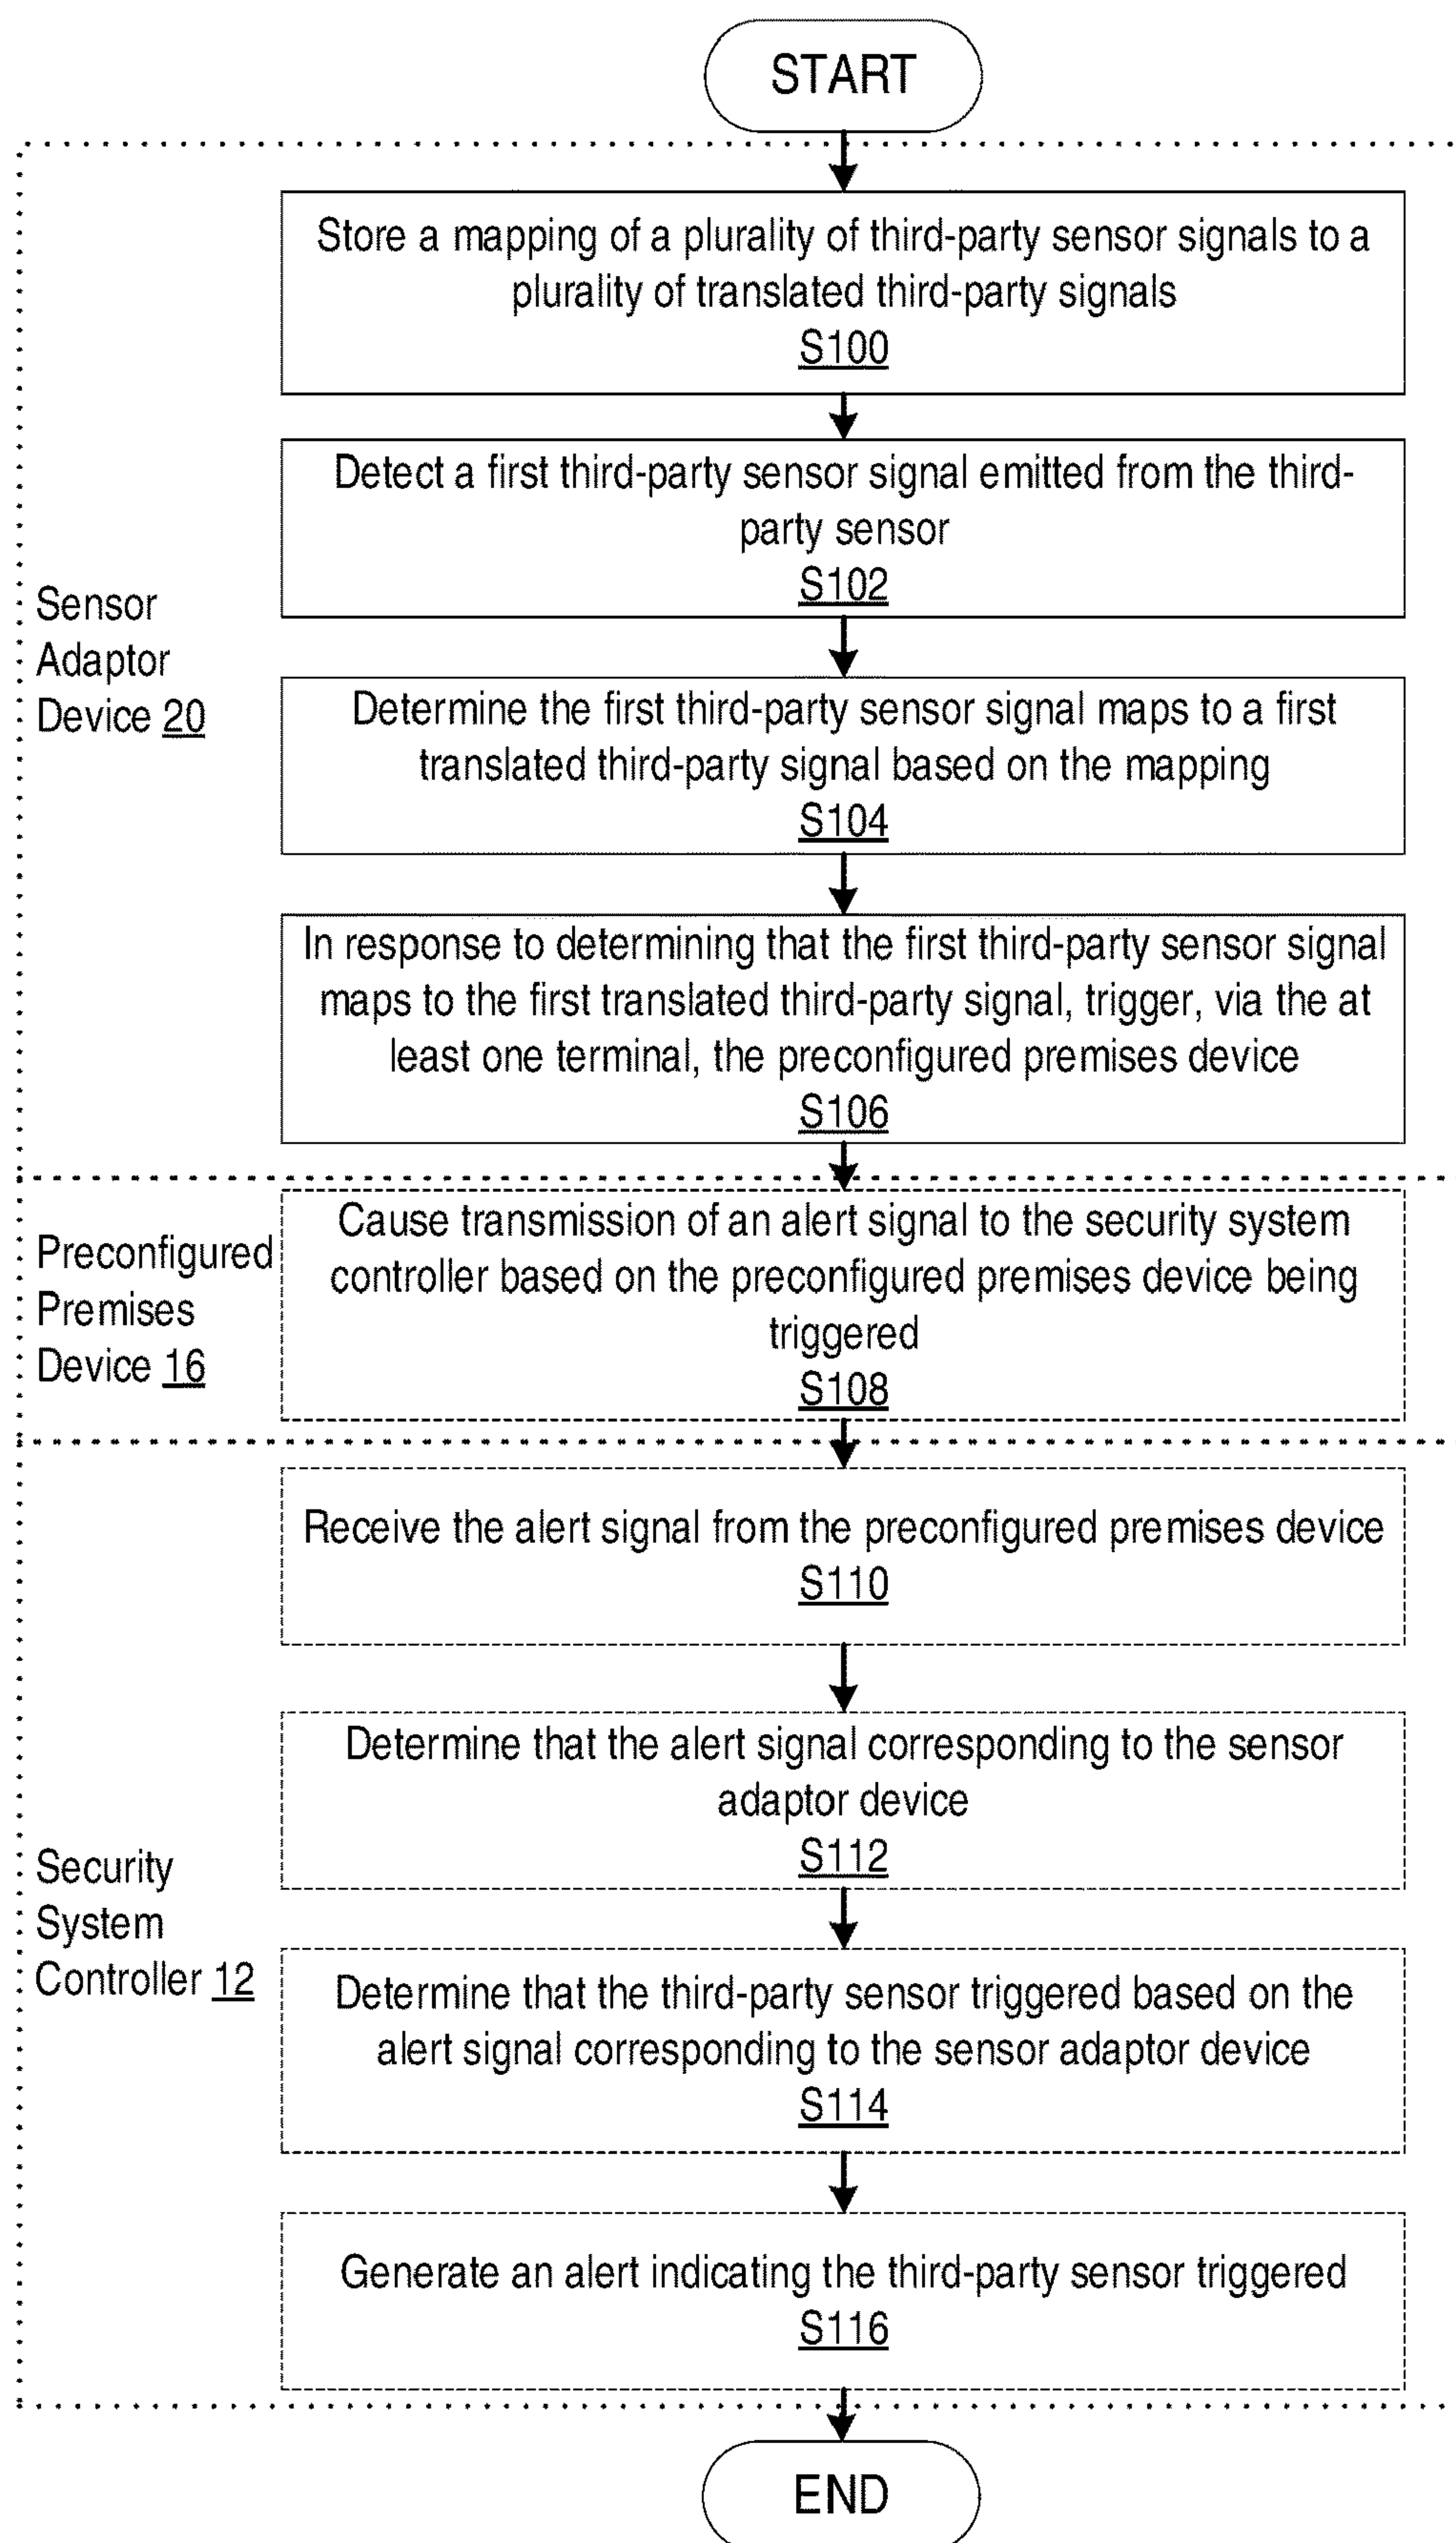 START
Store a mapping of a plurality of third-party sensor signals to a
plurality of translated third-party signals
S100
Detect a first third-party sensor signal emitted from the third-
party sensor
S102
Sensor
Adaptor
Device 20
Determine the first third-party sensor signal maps to a first
translated third-party signal based on the mapping
S104
In response to determining that the first third-party sensor signal
maps to the first translated third-party signal, trigger, via the at
least one terminal, the preconfigured premises device
S106
Preconfigured
Premises
Device 16
Cause transmission of an alert signal to the security system
controller based on the preconfigured premises device being
triggered
S108
Receive the alert signal from the preconfigured premises device
S110
Determine that the alert signal corresponding to the sensor
adaptor device
S112
Security
System
Controller 12
Determine that the third-party sensor triggered based on the
alert signal corresponding to the sensor adaptor device
S114
Generate an alert indicating the third-party sensor triggered
S116
END